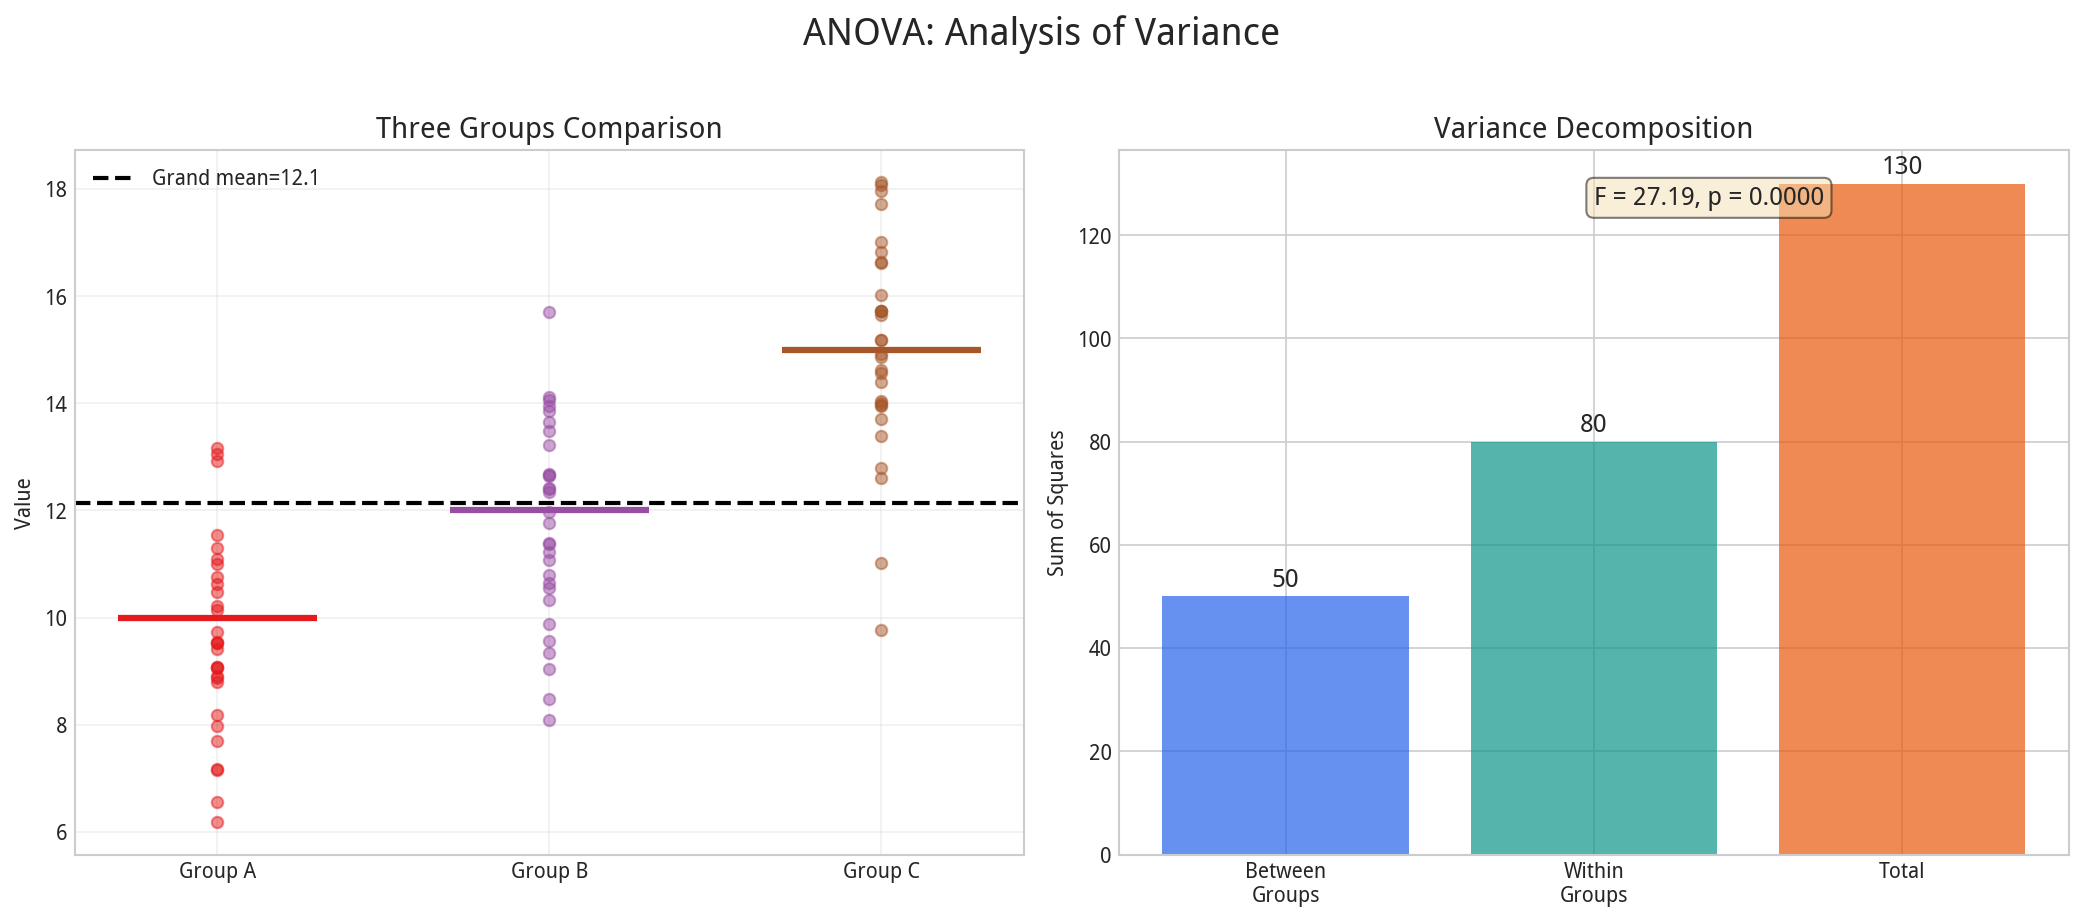 ANOVA: Analysis of Variance
Three Groups Comparison
Grand mean=12.1
Value
18
16
14
12
10
8
6
Group A
Group B
Group C
Variance Decomposition
F = 27.19, p = 0.0000
Sum of Squares
120
100
80
60
40
20
0
50
80
130
Between
Groups
Within
Groups
Total